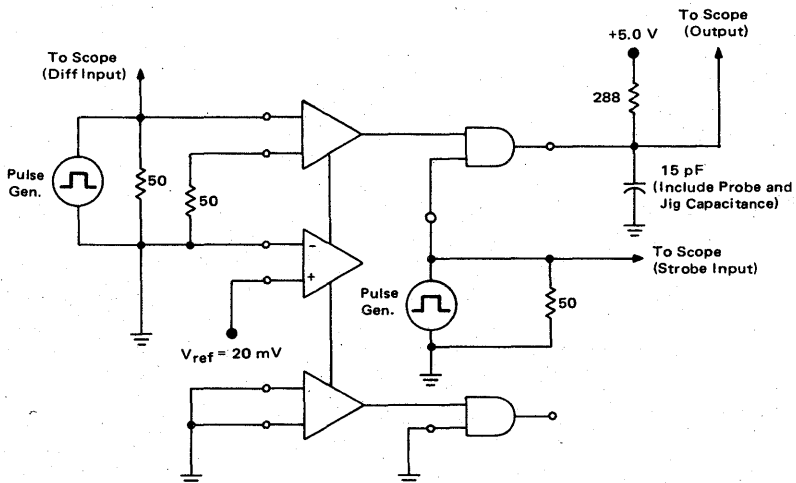 To Scope
(Output)
+5.0 V
To Scope
(Diff Input)
288
Pulse
Gen.
50
50
15 pF
(Include Probe and
Jig Capacitance)
-
+
To Scope
(Strobe Input)
Pulse
Gen.
50
Vref = 20 mV